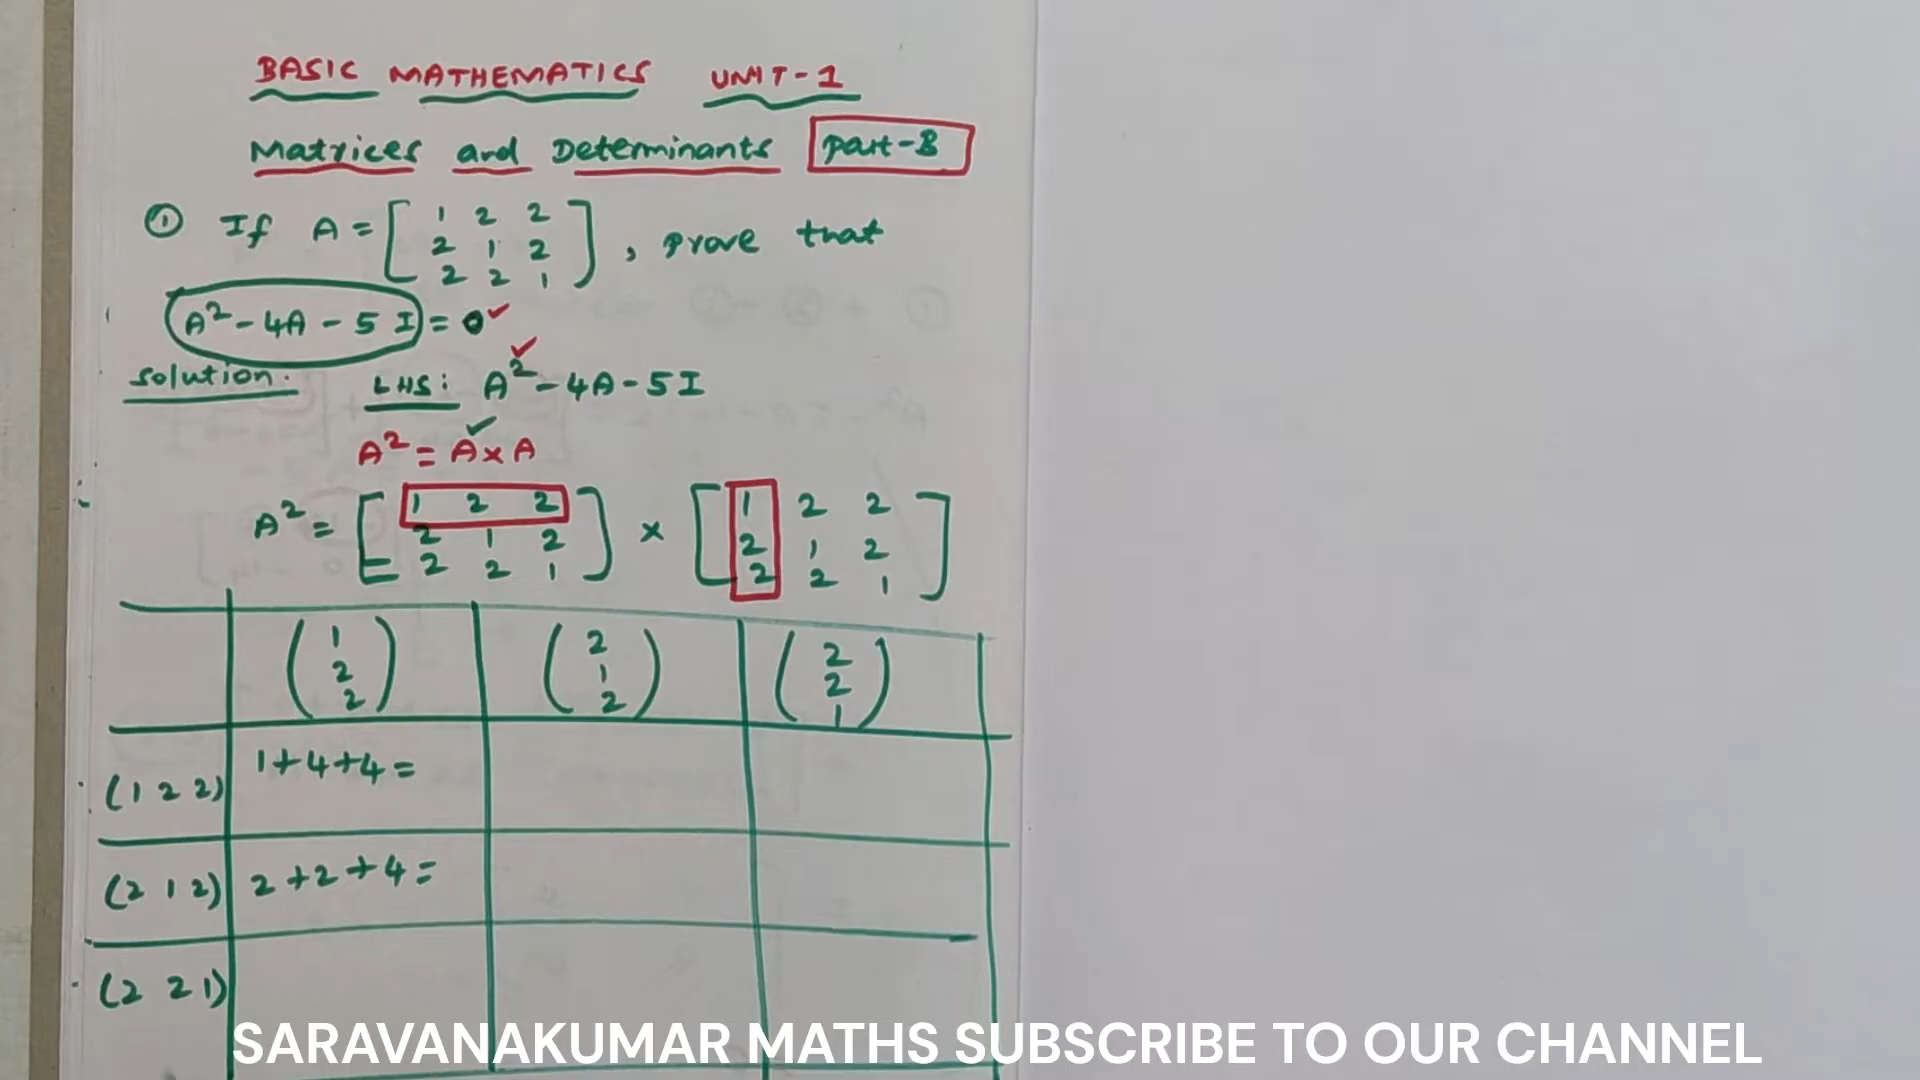 BASIC MATHEMATICS UNIT-1
Matrices and Determinants Part-B
① If A = [ 1 2 2
2 1 2
2 2 1 ] , prove that
A² - 4A - 5 I = 0 ✓
Solution. LHS: A² - 4A - 5 I
A² = A × A
A² = [ 1 2 2 ] × [ 1 2 2 ]
2 1 2 2 1 2
2 2 1 2 2 1
( 1 2 2 ) ( 2 1 2 ) ( 2 2 1 )
(1 2 2) 1+4+4=
(2 1 2) 2+2+4=
(2 2 1)
SARAVANAKUMAR MATHS SUBSCRIBE TO OUR CHANNEL